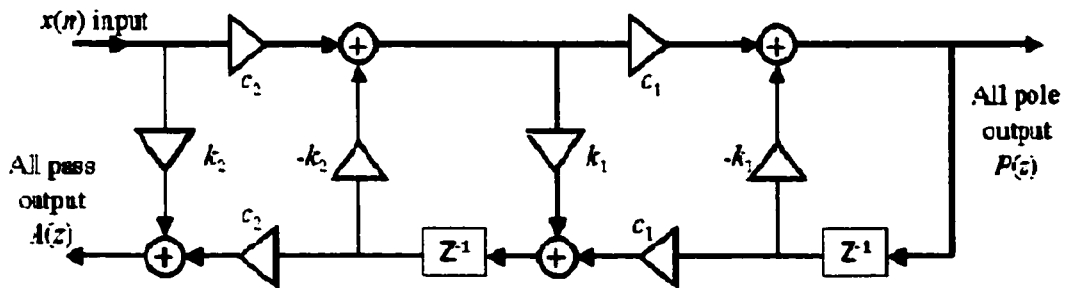 x(n) input
+
+
c₂
c₁
All pole
output
P(z)
k₂
-k₂
k₁
-k₁
All pass
output
A(z)
c₂
c₁
+
Z⁻¹
+
Z⁻¹